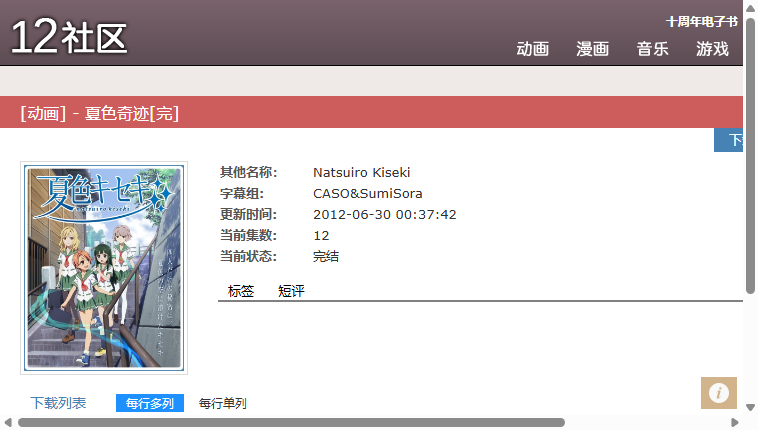 12社区
十周年电子书
动画 漫画 音乐 游戏
[动画] - 夏色奇迹[完]
下
夏色キセキ
natsuiro kiseki
其他名称: Natsuiro Kiseki
字幕组: CASO&SumiSora
更新时间: 2012-06-30 00:37:42
当前集数: 12
当前状态: 完结
标签 短评
下载列表 每行多列 每行单列